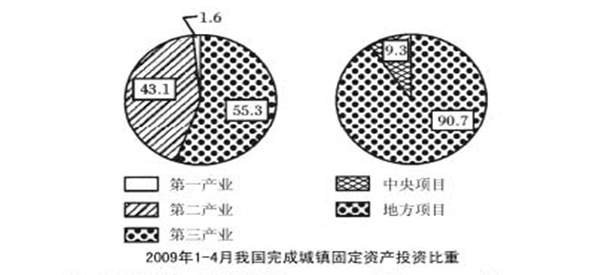 1.6
43.1
55.3
9.3
90.7
第一产业
第二产业
第三产业
中央项目
地方项目
2009年1-4月我国完成城镇固定资产投资比重